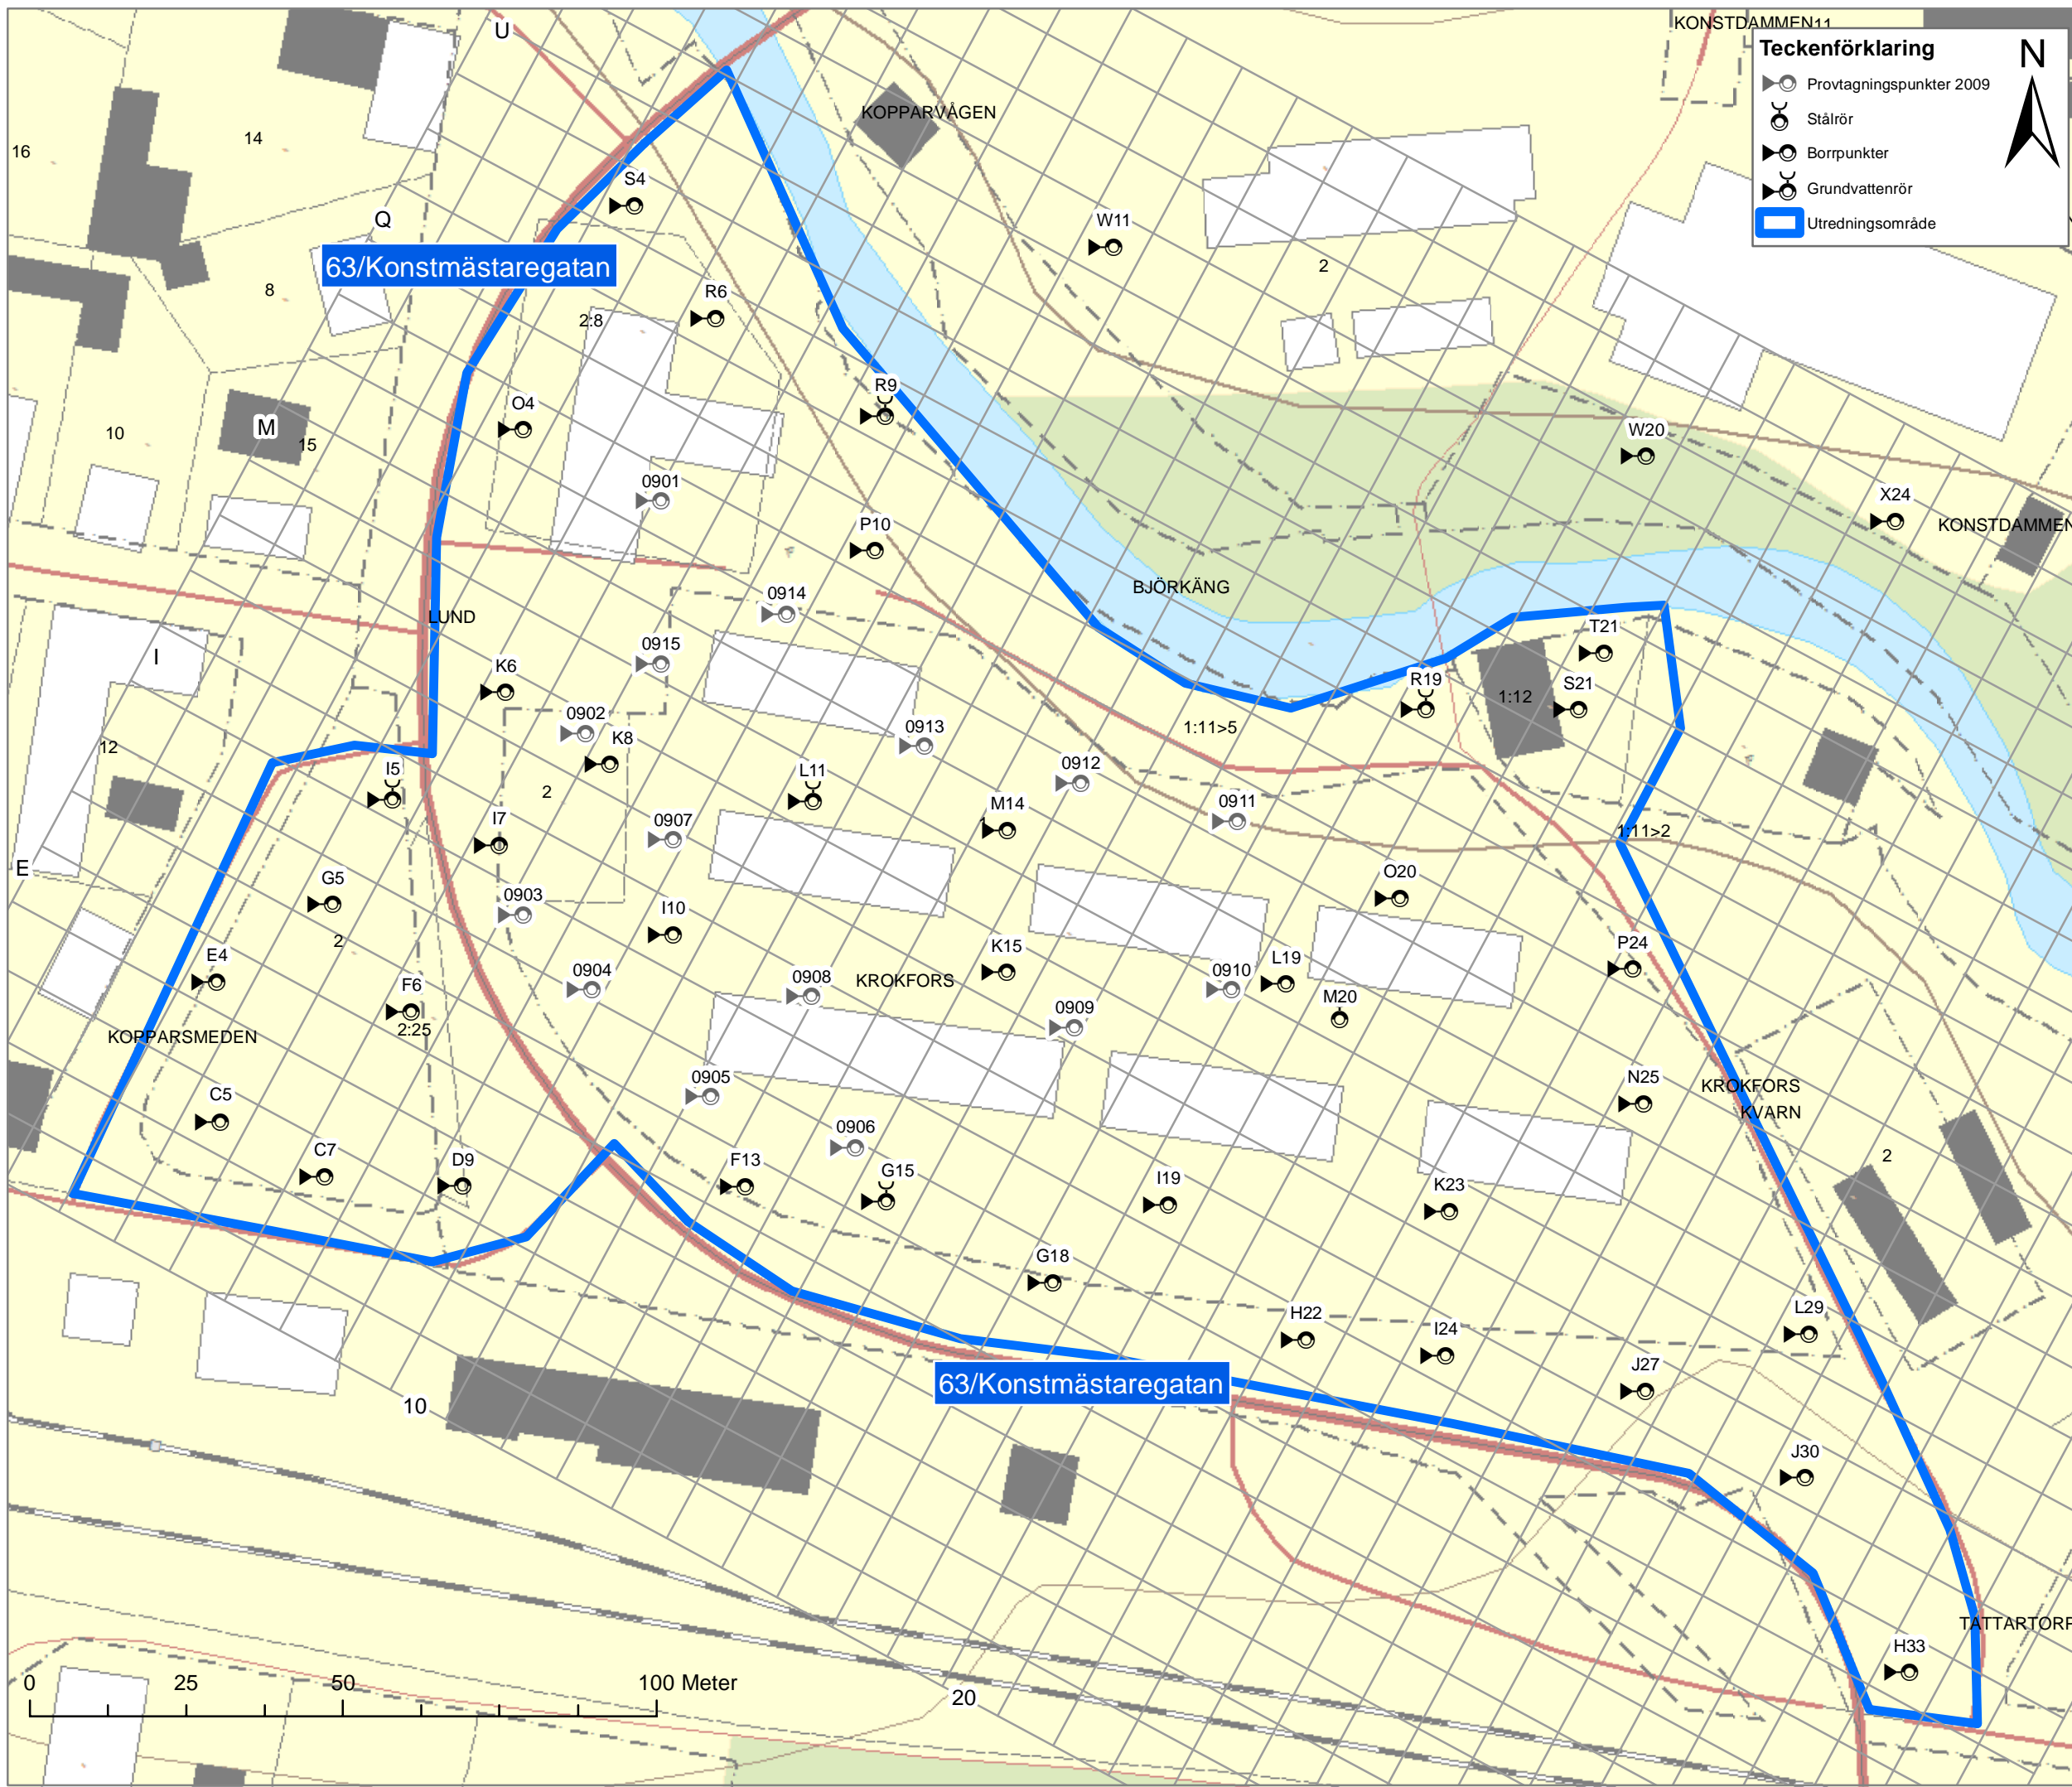 U
KONSTDAMMEN11
Teckenförklaring
N
Provtagningspunkter 2009
Stålrör
Borrpunkter
Grundvattenrör
Utredningsområde
KOPPARVÅGEN
16
14
S4
Q
W11
63/Konstmästaregatan
2
8
R6
2:8
R9
O4
M
10
15
W20
0901
X24
KONSTDAMMEN
P10
BJÖRKÄNG
0914
LUND
T21
0915
I
K6
R19
S21
1:12
0902
1:11>5
K8
12
0913
I5
L11
0912
2
M14
1
I7
0907
0911
1:11>2
E
G5
O20
0903
I10
2
P24
K15
E4
0904
0908
KROKFORS
0910
L19
F6
M20
2:25
0909
KOPPARSMEDEN
0905
N25
KROKFORS
KVARN
C5
0906
2
C7
D9
F13
G15
I19
K23
G18
H22
I24
L29
J27
63/Konstmästaregatan
10
J30
TATTARTORP
H33
0 25 50 100 Meter
20